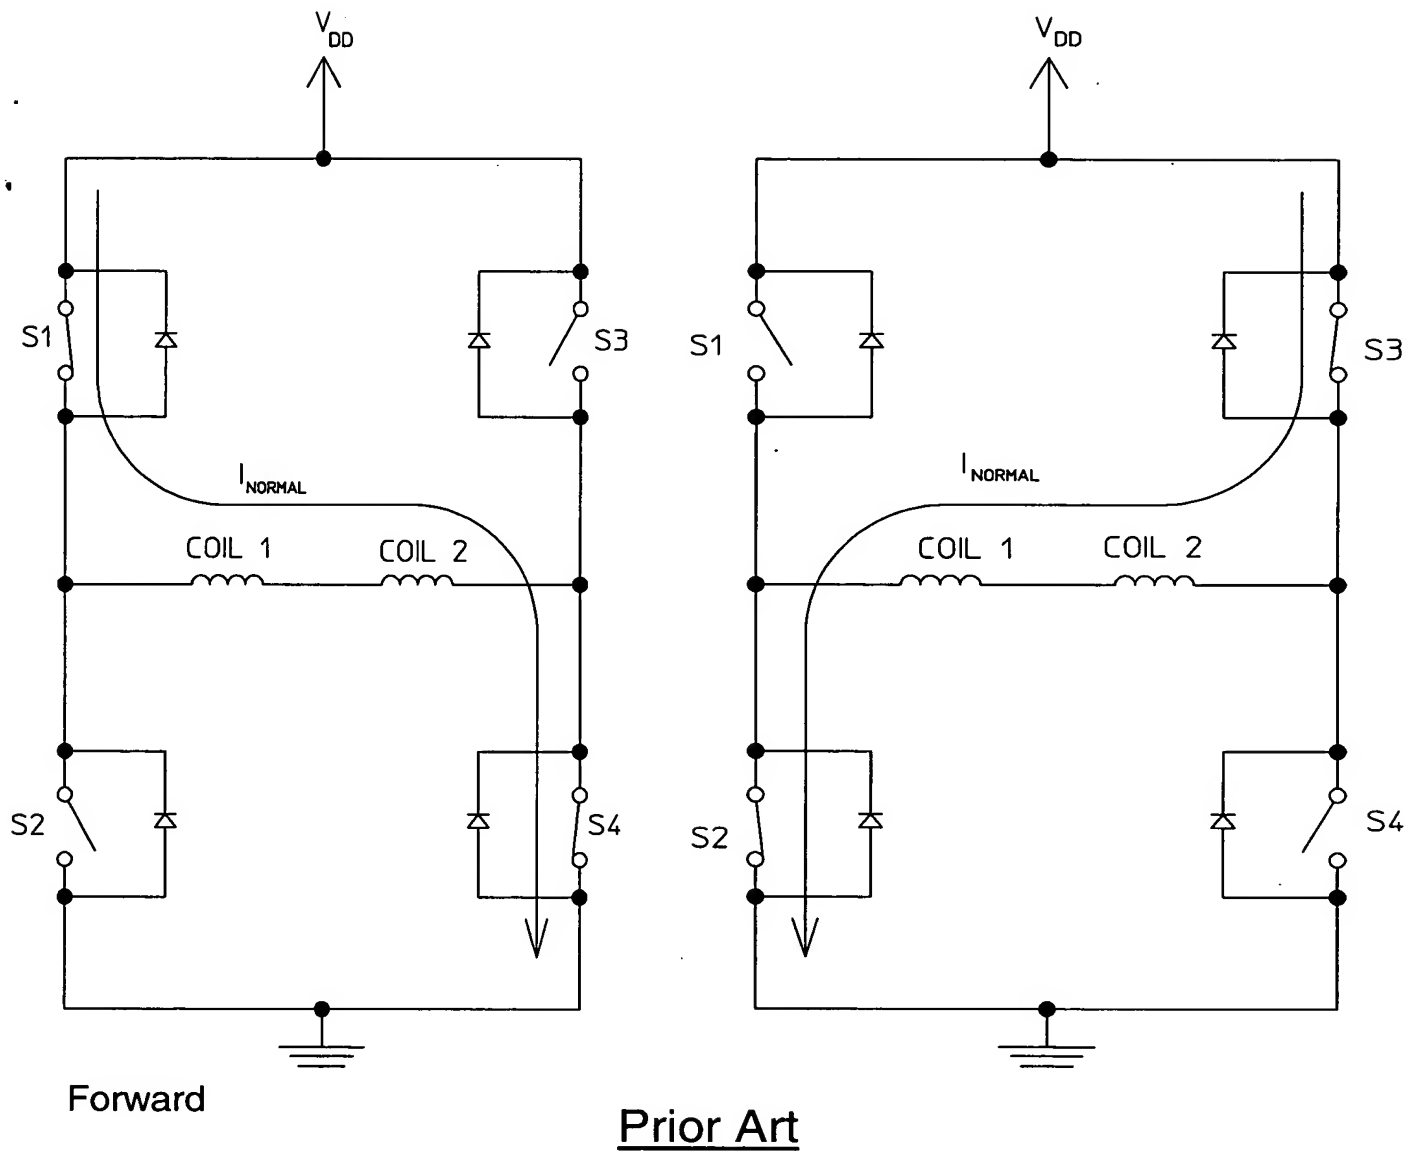 VDD
VDD
S1
S3
S1
S3
INORMAL
INORMAL
COIL 1
COIL 2
COIL 1
COIL 2
S2
S4
S2
S4
Forward
Prior Art